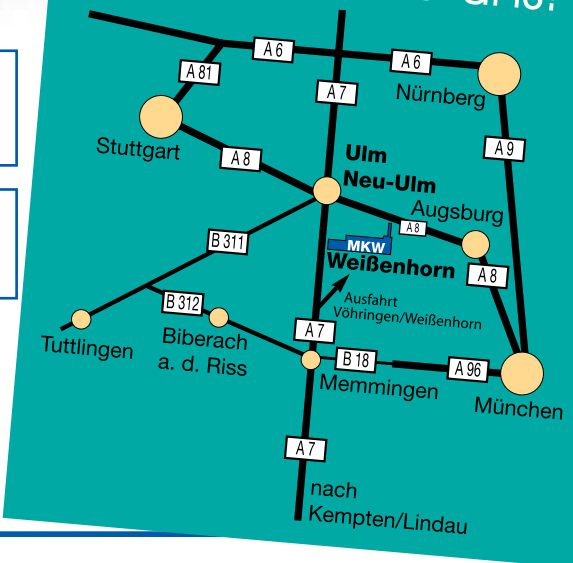 A 6
A 6
A 81
A 7
Nürnberg
Stuttgart
A 9
A 8
Ulm
Neu-Ulm
Augsburg
A 8
B 311
MKW
Weißenhorn
A 8
Ausfahrt
Vöhringen/Weißenhorn
B 312
Tuttlingen
Biberach
a. d. Riss
A 7
B 18
A 96
Memmingen
München
A 7
nach
Kempten/Lindau